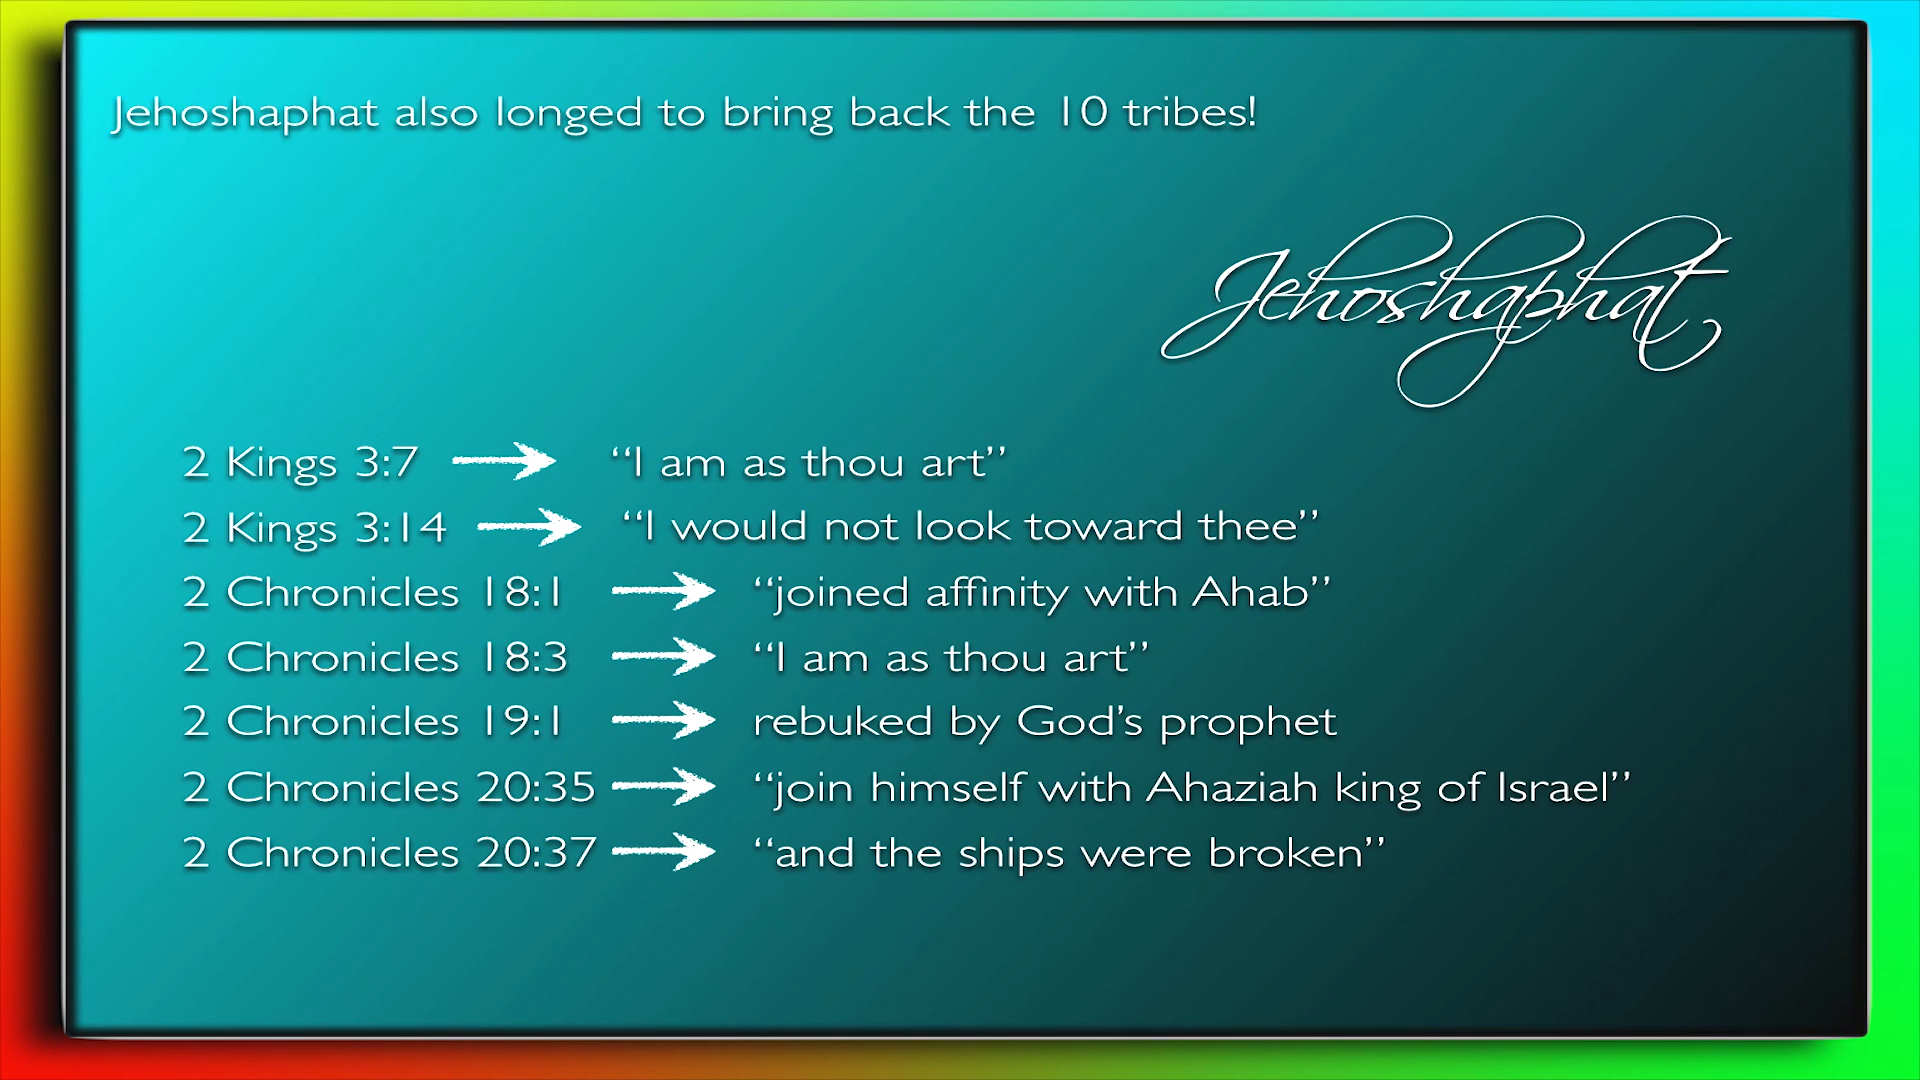 Jehoshaphat also longed to bring back the 10 tribes!
Jehoshaphat
2 Kings 3:7 → “I am as thou art”
2 Kings 3:14 → “I would not look toward thee”
2 Chronicles 18:1 → “joined affinity with Ahab”
2 Chronicles 18:3 → “I am as thou art”
2 Chronicles 19:1 → rebuked by God’s prophet
2 Chronicles 20:35 → “join himself with Ahaziah king of Israel”
2 Chronicles 20:37 → “and the ships were broken”